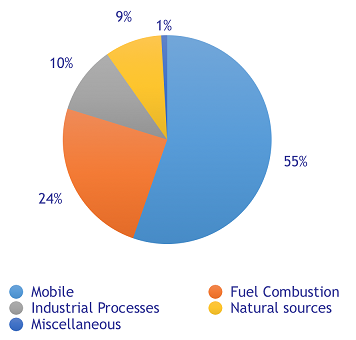 9%
1%
10%
55%
24%
Mobile
Fuel Combustion
Industrial Processes
Natural sources
Miscellaneous